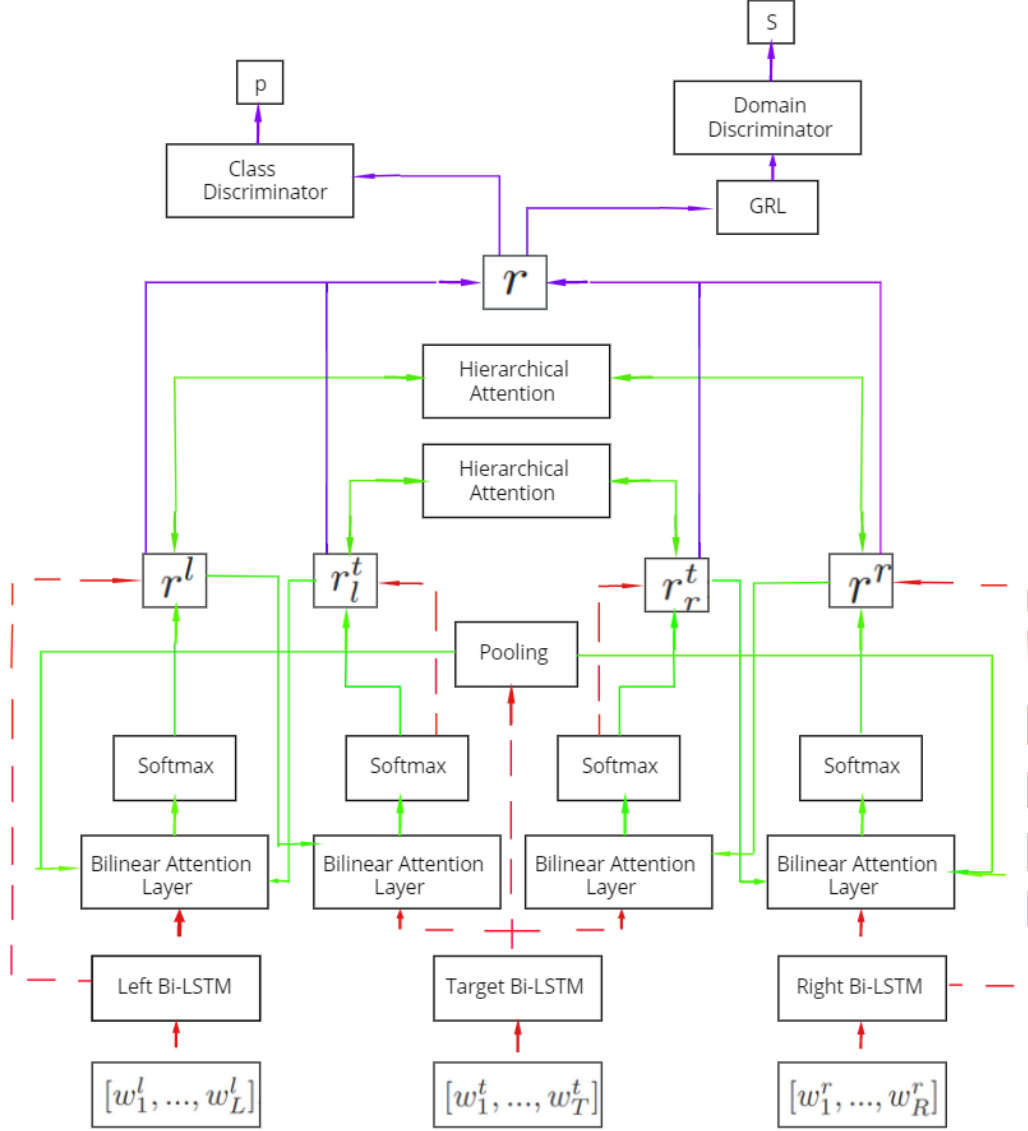 S
p
Domain
Discriminator
Class
Discriminator
GRL
r
Hierarchical
Attention
Hierarchical
Attention
r^l
r_l^t
r_r^t
r^r
Pooling
Softmax
Softmax
Softmax
Softmax
Bilinear Attention
Layer
Bilinear Attention
Layer
Bilinear Attention
Layer
Bilinear Attention
Layer
Left Bi-LSTM
Target Bi-LSTM
Right Bi-LSTM
[w_1^l, ..., w_L^l]
[w_1^t, ..., w_T^t]
[w_1^r, ..., w_R^r]